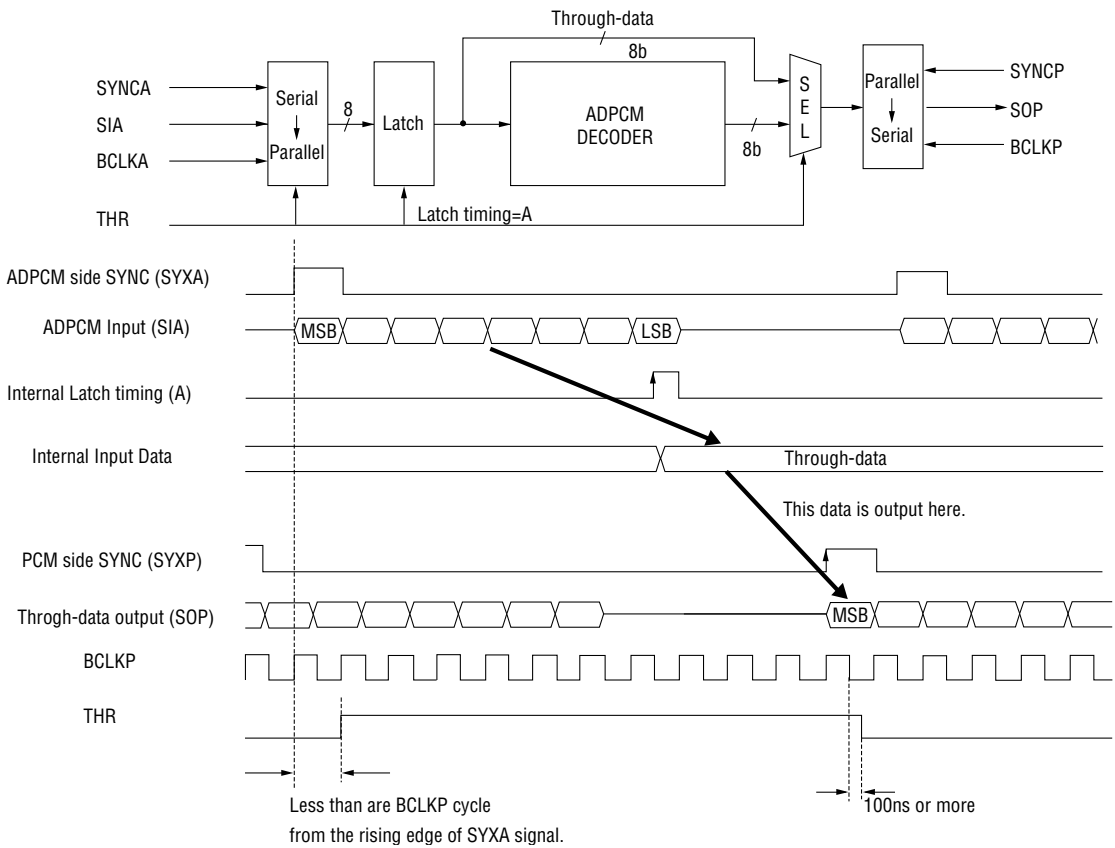 Through-data
8b
SYNCA
SIA
BCLKA
THR
Serial
Parallel
8
Latch
ADPCM
DECODER
8b
S
E
L
Parallel
Serial
SYNCP
SOP
BCLKP
Latch timing=A
ADPCM side SYNC (SYXA)
ADPCM Input (SIA)
MSB
LSB
Internal Latch timing (A)
Internal Input Data
Through-data
This data is output here.
PCM side SYNC (SYXP)
Throgh-data output (SOP)
MSB
BCLKP
THR
Less than are BCLKP cycle
from the rising edge of SYXA signal.
100ns or more